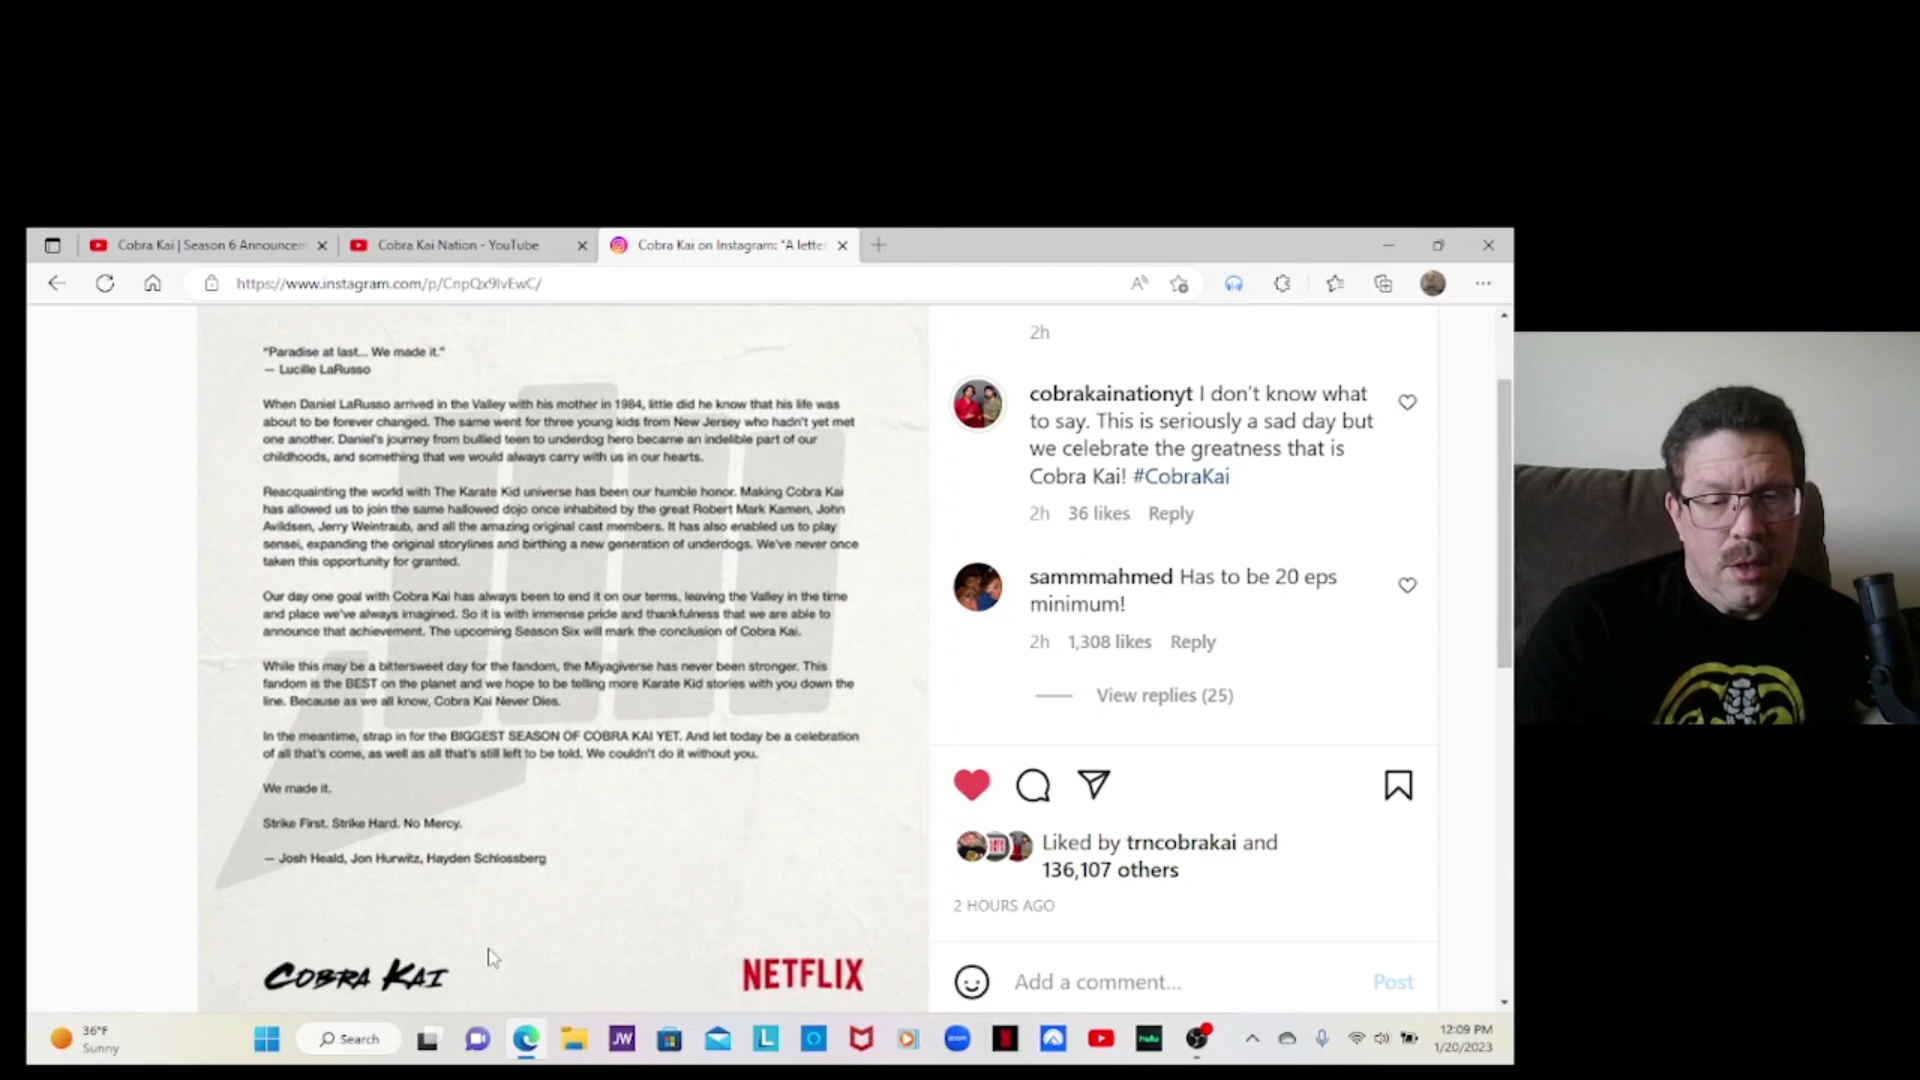 Cobra Kai | Season 6 Announcem
Cobra Kai Nation - YouTube
Cobra Kai on Instagram: "A lette
https://www.instagram.com/p/CnpQx9lvEwC/
"Paradise at last... We made it."
— Lucille LaRusso
When Daniel LaRusso arrived in the Valley with his mother in 1984, little did he know that his life was
about to be forever changed. The same went for three young kids from New Jersey who hadn't yet met
one another. Daniel's journey from bullied teen to underdog hero became an indelible part of our
childhoods, and something that we would always carry with us in our hearts.
Reacquainting the world with The Karate Kid universe has been our humble honor. Making Cobra Kai
has allowed us to join the same hallowed dojo once inhabited by the great Robert Mark Kamen, John
Avildsen, Jerry Weintraub, and all the amazing original cast members. It has also enabled us to play
sensei, expanding the original storylines and birthing a new generation of underdogs. We've never once
taken this opportunity for granted.
Our day one goal with Cobra Kai has always been to end it on our terms, leaving the Valley in the time
and place we've always imagined. So it is with immense pride and thankfulness that we are able to
announce that achievement. The upcoming Season Six will mark the conclusion of Cobra Kai.
While this may be a bittersweet day for the fandom, the Miyagiverse has never been stronger. This
fandom is the BEST on the planet and we hope to be telling more Karate Kid stories with you down the
line. Because as we all know, Cobra Kai Never Dies.
In the meantime, strap in for the BIGGEST SEASON OF COBRA KAI YET. And let today be a celebration
of all that's come, as well as all that's still left to be told. We couldn't do it without you.
We made it.
Strike First. Strike Hard. No Mercy.
— Josh Heald, Jon Hurwitz, Hayden Schlossberg
COBRA KAI
NETFLIX
2h
cobrakainationyt I don't know what
to say. This is seriously a sad day but
we celebrate the greatness that is
Cobra Kai! #CobraKai
2h 36 likes Reply
sammmahmed Has to be 20 eps
minimum!
2h 1,308 likes Reply
View replies (25)
Liked by trncobrakai and
136,107 others
2 HOURS AGO
Add a comment...
Post
36°F
Sunny
Search
JW
L
zoom
hulu
12:09 PM
1/20/2023